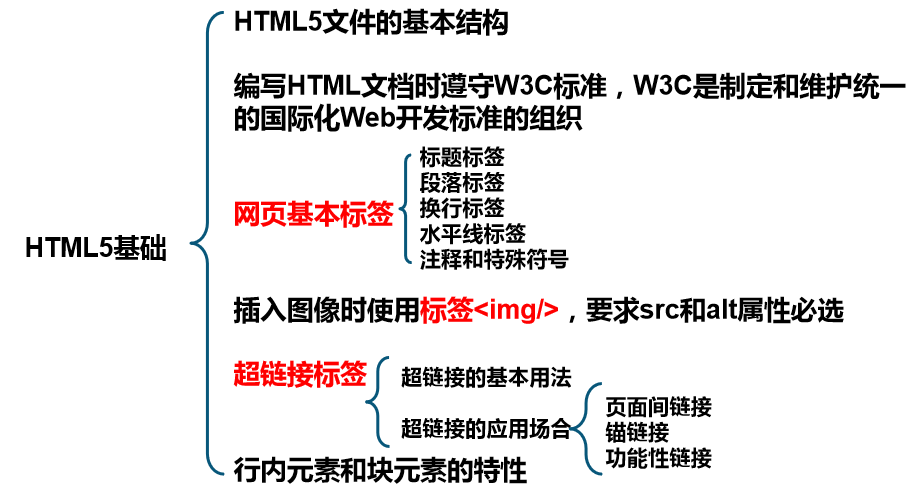 HTML5文件的基本结构
编写HTML文档时遵守W3C标准，W3C是制定和维护统一
的国际化Web开发标准的组织
标题标签
段落标签
网页基本标签
换行标签
水平线标签
注释和特殊符号
HTML5基础
插入图像时使用标签<img/>，要求src和alt属性必选
超链接标签
超链接的基本用法
超链接的应用场合
页面间链接
锚链接
功能性链接
行内元素和块元素的特性